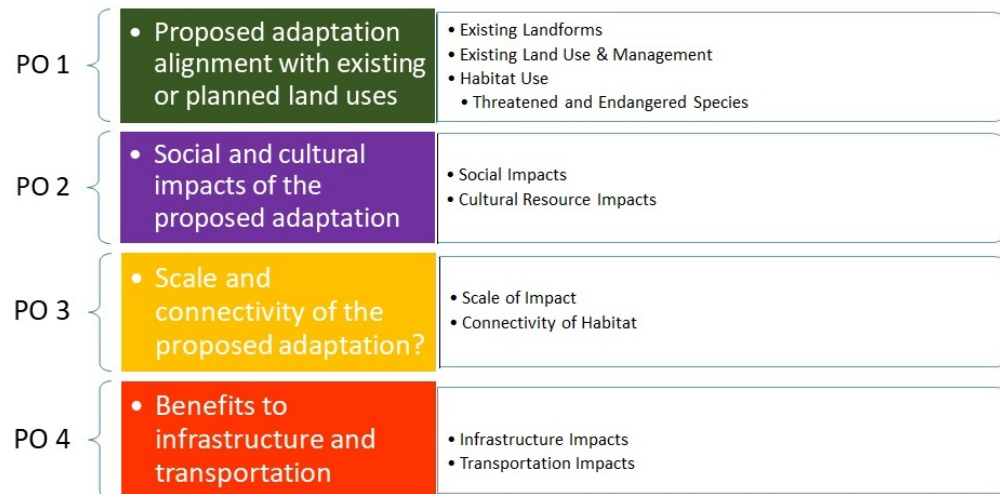 PO 1
• Proposed adaptation
alignment with existing
or planned land uses
• Existing Landforms
• Existing Land Use & Management
• Habitat Use
• Threatened and Endangered Species
PO 2
• Social and cultural
impacts of the
proposed adaptation
• Social Impacts
• Cultural Resource Impacts
PO 3
• Scale and
connectivity of the
proposed adaptation?
• Scale of Impact
• Connectivity of Habitat
PO 4
• Benefits to
infrastructure and
transportation
• Infrastructure Impacts
• Transportation Impacts